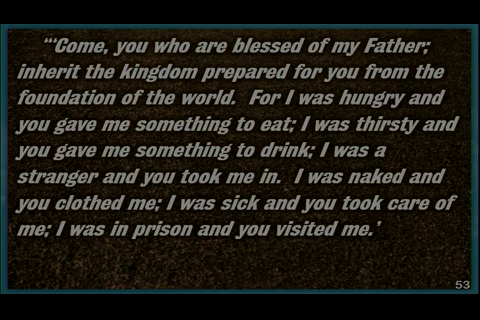 “‘Come, you who are blessed of my Father;
inherit the kingdom prepared for you from the
foundation of the world.  For I was hungry and
you gave me something to eat; I was thirsty and
you gave me something to drink; I was a
stranger and you took me in.  I was naked and
you clothed me; I was sick and you took care of
me; I was in prison and you visited me.’
53